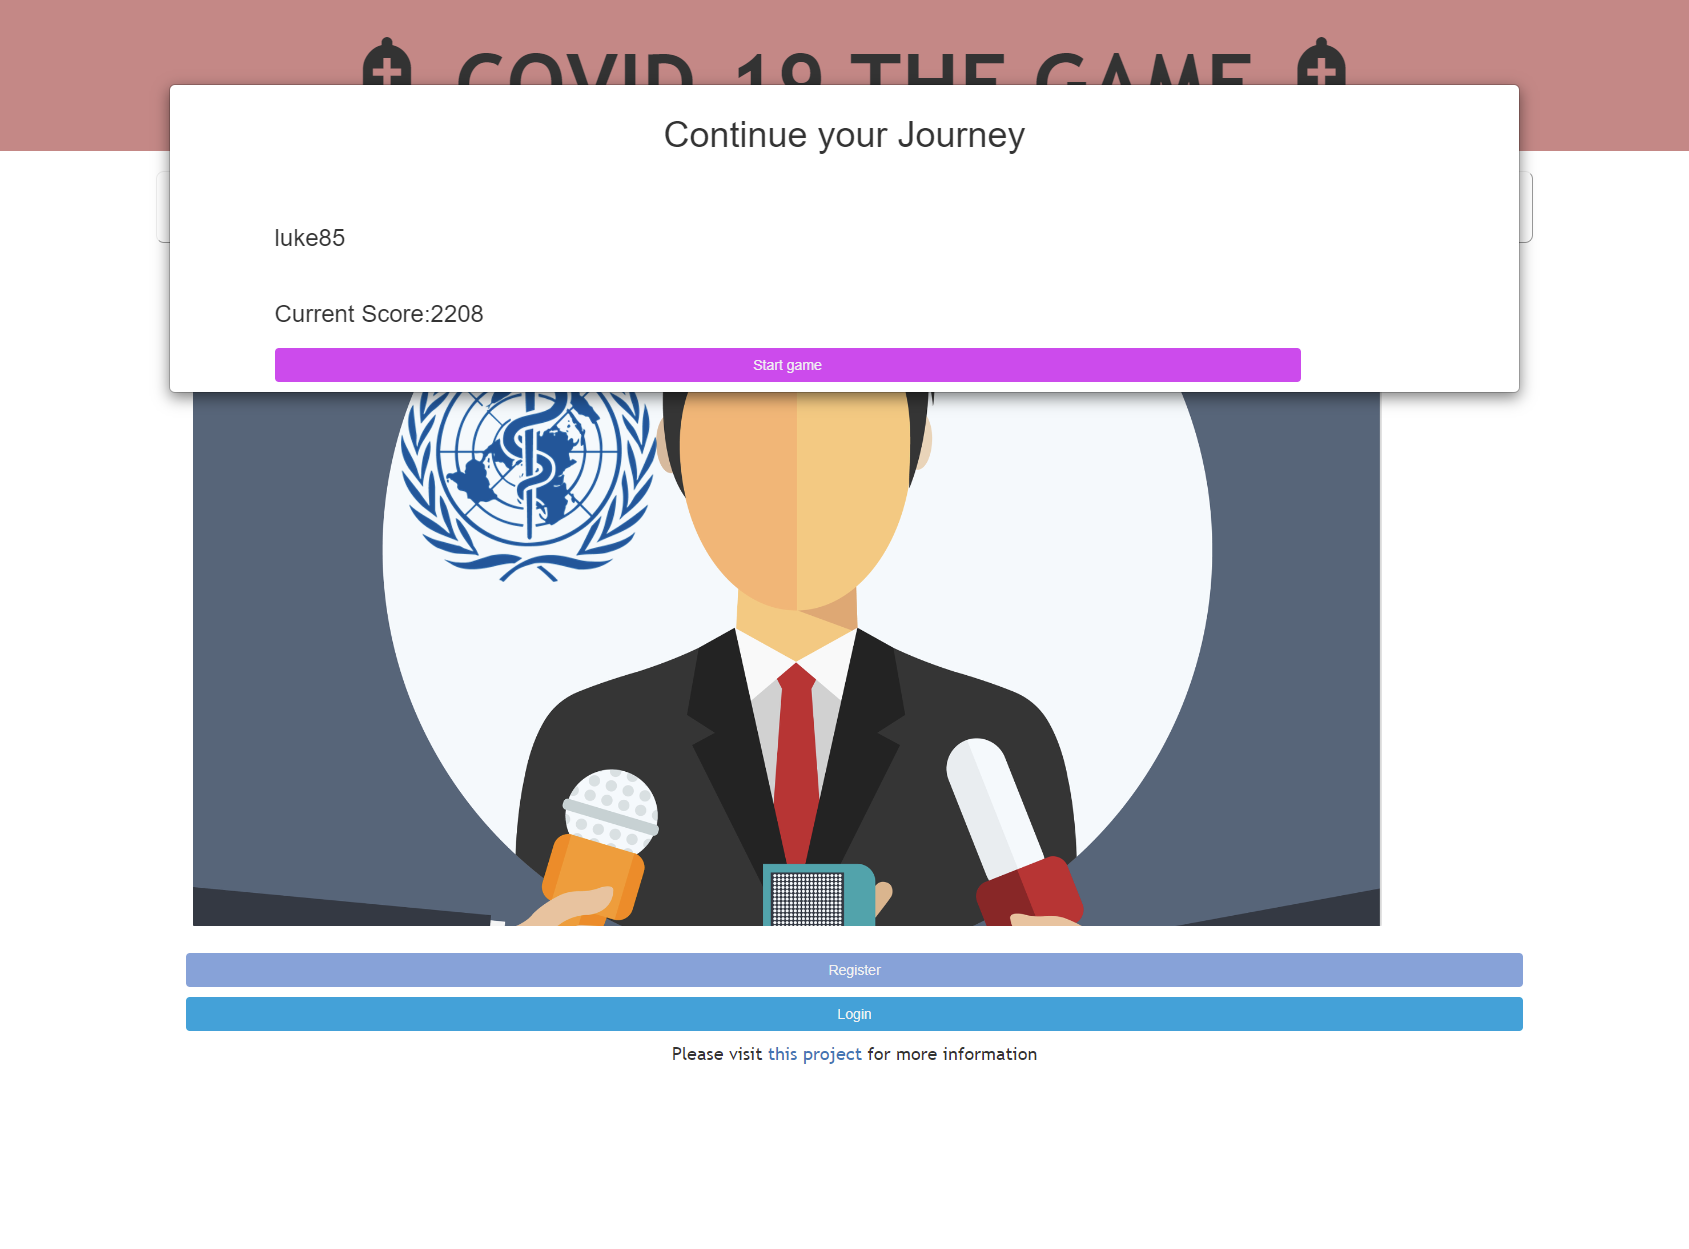 COVID-19 THE GAME
Continue your Journey
luke85
Current Score:2208
Start game
Register
Login
Please visit this project for more information